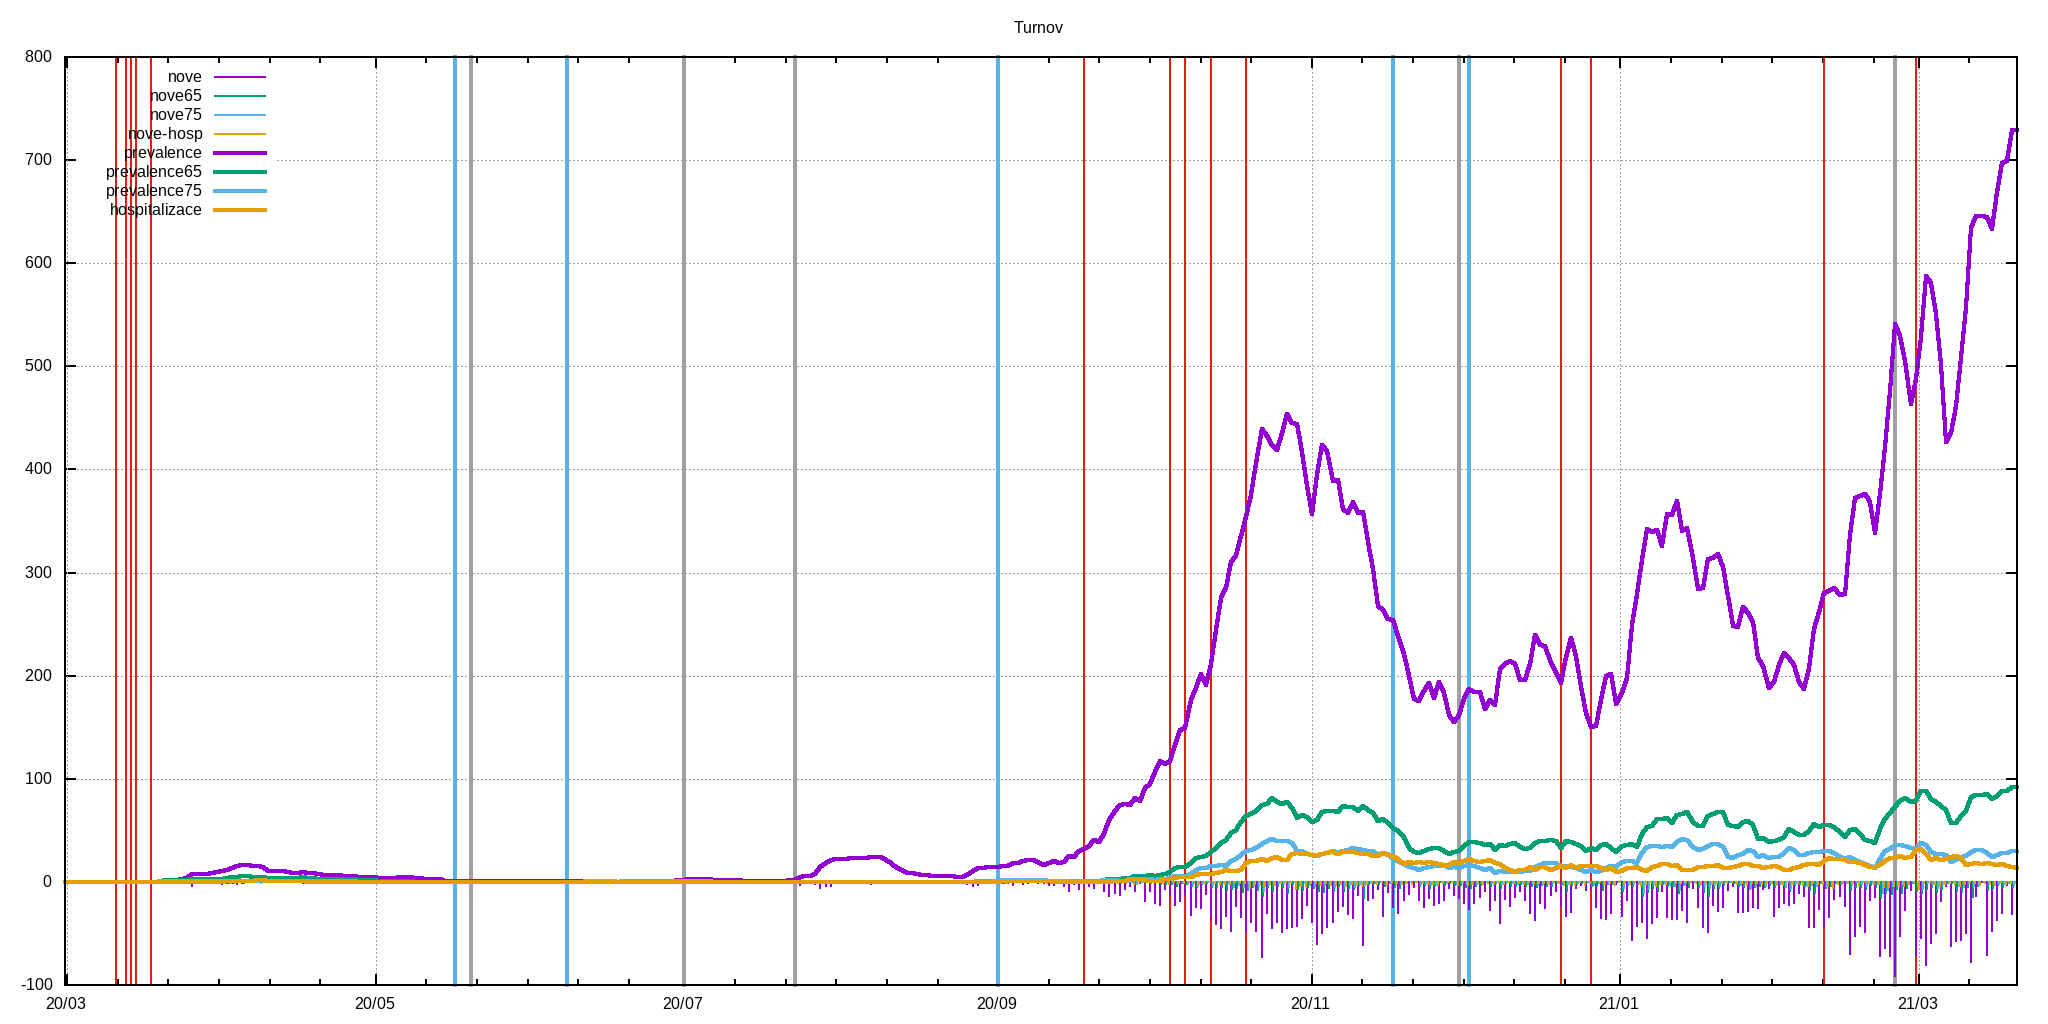 Turnov
800
700
600
500
400
300
200
100
0
-100
nove
nove65
nove75
nove-hosp
prevalence
prevalence65
prevalence75
hospitalizace
20/03 20/05 20/07 20/09 20/11 21/01 21/03